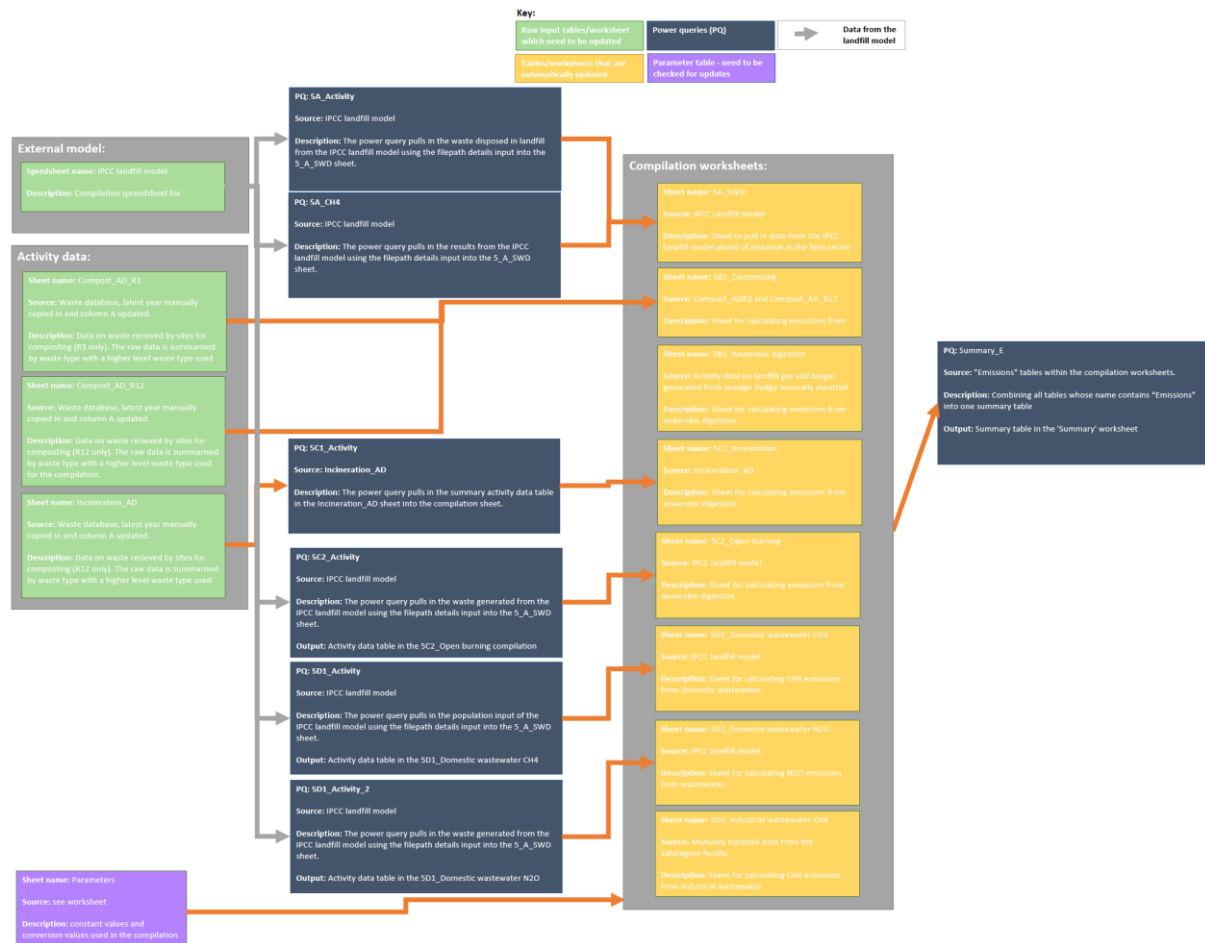 Key:
Raw input tables/worksheet
which need to be updated
Power queries (PQ)
Data from the
landfill model
Tables/worksheets that are
automatically updated
Parameter table - need to be
checked for updates
External model:
Spredsheet name: IPCC landfill model
Description: Compilation spreadsheet for
Activity data:
Sheet name: Compost_AD_R3
Source: Waste database, latest year manually
copied in and column A updated.
Description: Data on waste recieved by sites for
composting (R3 only). The raw data is summarised
by waste type with a higher level waste type used
Sheet name: Compost_AD_R12
Source: Waste database, latest year manually
copied in and column A updated.
Description: Data on waste recieved by sites for
composting (R12 only). The raw data is summarised
by waste type with a higher level waste type used
for the compilation.
Sheet name: Incineration_AD
Source: Waste database, latest year manually
copied in and column A updated.
Description: Data on waste recieved by sites for
composting (R12 only). The raw data is summarised
by waste type with a higher level waste type used
Sheet name: Parameters
Source: see worksheet
Description: constant values and
conversion values used in the compilation
PQ: 5A_Activity
Source: IPCC landfill model
Description: The power query pulls in the waste disposed in landfill
from the IPCC landfill model using the filepath details input into the
5_A_SWD sheet.
PQ: 5A_CH4
Source: IPCC landfill model
Description: The power query pulls in the results from the IPCC
landfill model using the filepath details input into the 5_A_SWD
sheet.
PQ: 5C1_Activity
Source: Incineration_AD
Description: The power query pulls in the summary activity data table
in the Incineration_AD sheet into the compilation sheet.
PQ: 5C2_Activity
Source: IPCC landfill model
Description: The power query pulls in the waste generated from the
IPCC landfill model using the filepath details input into the 5_A_SWD
sheet.
Output: Activity data table in the 5C2_Open burning compilation
PQ: 5D1_Activity
Source: IPCC landfill model
Description: The power query pulls in the population input of the
IPCC landfill model using the filepath details input into the 5_A_SWD
sheet.
Output: Activity data table in the 5D1_Domestic wastewater CH4
PQ: 5D1_Activity_2
Source: IPCC landfill model
Description: The power query pulls in the waste generated from the
IPCC landfill model using the filepath details input into the 5_A_SWD
sheet.
Output: Activity data table in the 5D1_Domestic wastewater N2O
Compilation worksheets:
Sheet name: 5A_SWD
Source: IPCC Landfill model
Description: Sheet to pull in data from the IPCC
landfill model ahead of inclusion in the final sector
Sheet name: 5B1_Composting
Source: Compost_ADR3 and Compost_AD_R12
Description: Sheet for calculating emissions from
Sheet name: 5B2_Anaerobic digestion
Source: Activity data on landfill gas and biogas
generated from sewage sludge manually inputted
Description: Sheet for calculating emissions from
anaerobic digestion
Sheet name: 5C1_Incineration
Source: Incineration_AD
Description: Sheet for calculating emissions from
anaerobic digestion.
Sheet name: 5C2_Open burning
Source: IPCC landfill model
Description: Sheet for calculating emissions from
anaerobic digestion.
Sheet name: 5D1_Domestic wastewater CH4
Source: IPCC landfill model
Description: Sheet for calculating CH4 emissions
from domestic wastewater.
Sheet name: 5D1_Domestic wastewater N2O
Source: IPCC landfill model
Description: Sheet for calculating N2O emissions
from wastewater.
Sheet name: 5D2_Industrial wastewater CH4
Source: Manually inputted data from the
Salutaguse facility
Description: Sheet for calculating CH4 emissions
from industrial wastewater.
PQ: Summary_E
Source: "Emissions" tables within the compilation worksheets.
Description: Combining all tables whose name contains "Emissions"
into one summary table
Output: Summary table in the 'Summary' worksheet